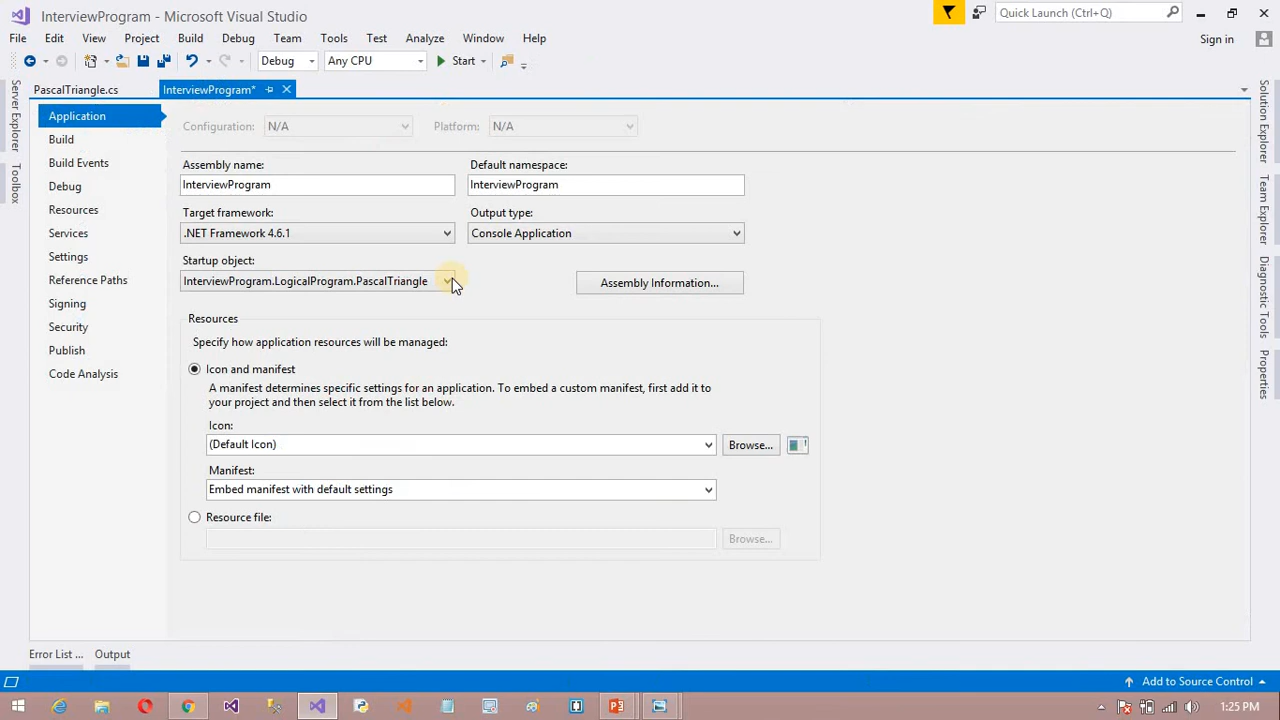 InterviewProgram - Microsoft Visual Studio
Quick Launch (Ctrl+Q)
File Edit View Project Build Debug Team Tools Test Analyze Window Help
Sign in
Debug Any CPU Start
PascalTriangle.cs InterviewProgram*
Server Explorer
Toolbox
Application
Build
Build Events
Debug
Resources
Services
Settings
Reference Paths
Signing
Security
Publish
Code Analysis
Configuration: N/A Platform: N/A
Assembly name: Default namespace:
InterviewProgram InterviewProgram
Target framework: Output type:
.NET Framework 4.6.1 Console Application
Startup object:
InterviewProgram.LogicalProgram.PascalTriangle Assembly Information...
Resources
Specify how application resources will be managed:
Icon and manifest
A manifest determines specific settings for an application. To embed a custom manifest, first add it to
your project and then select it from the list below.
Icon:
(Default Icon) Browse...
Manifest:
Embed manifest with default settings
Resource file:
Browse...
Solution Explorer
Team Explorer
Diagnostic Tools
Properties
Error List ... Output
Add to Source Control
1:25 PM